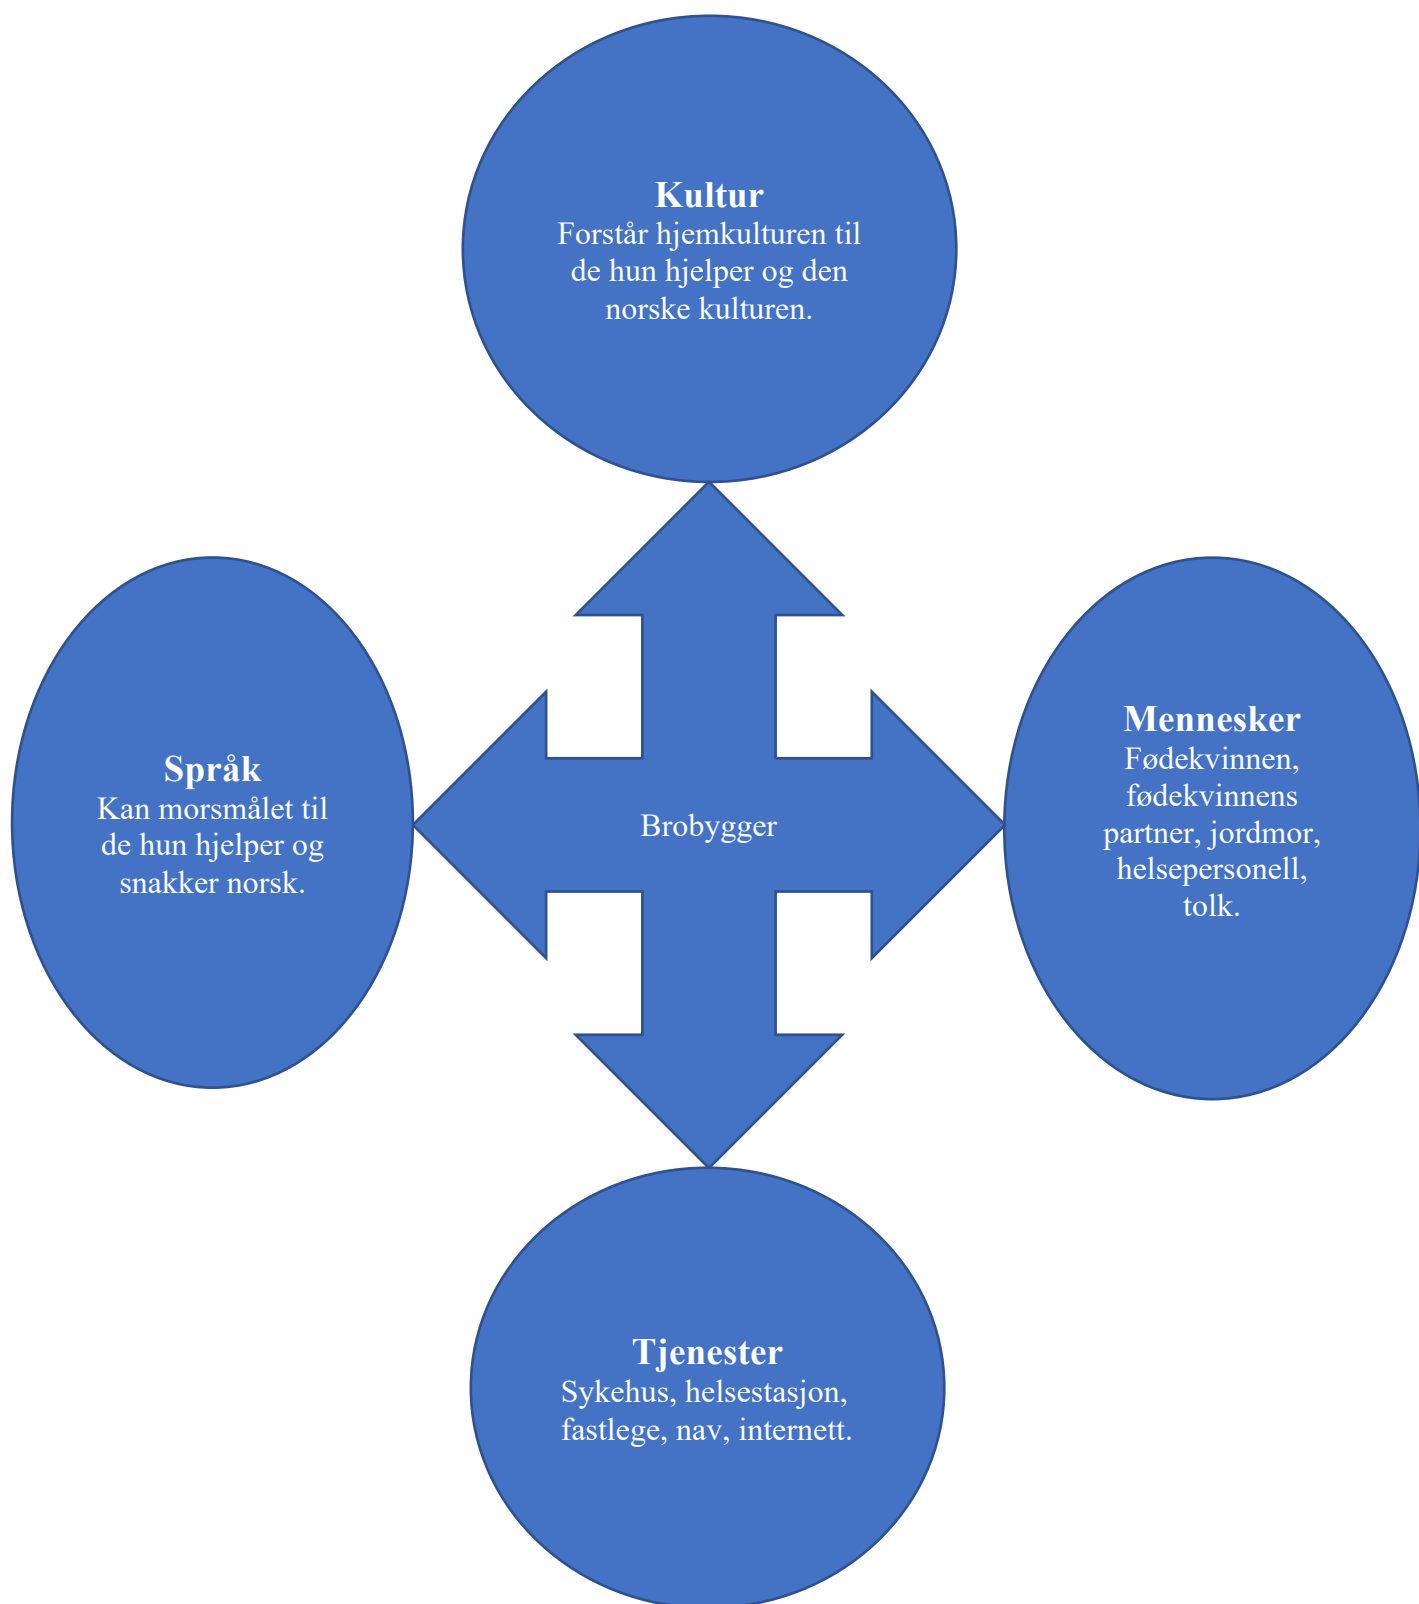 Kultur
Forstår hjemkulturen til
de hun hjelper og den
norske kulturen.
Språk
Kan morsmålet til
de hun hjelper og
snakker norsk.
Brobygger
Mennesker
Fødekvinnen,
fødekvinnens
partner, jordmor,
helsepersonell,
tolk.
Tjenester
Sykehus, helsestasjon,
fastlege, nav, internett.